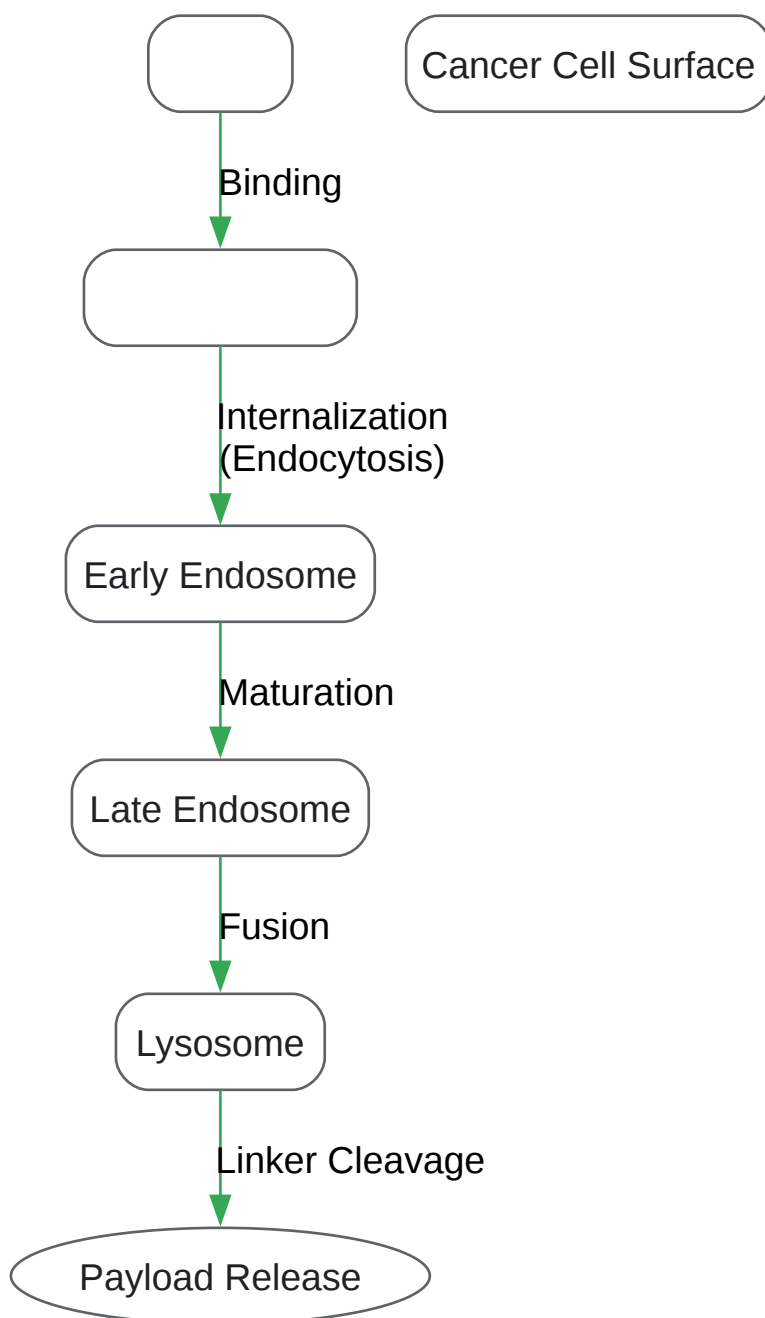 Cancer Cell Surface
Binding
Internalization
(Endocytosis)
Early Endosome
Maturation
Late Endosome
Fusion
Lysosome
Linker Cleavage
Payload Release